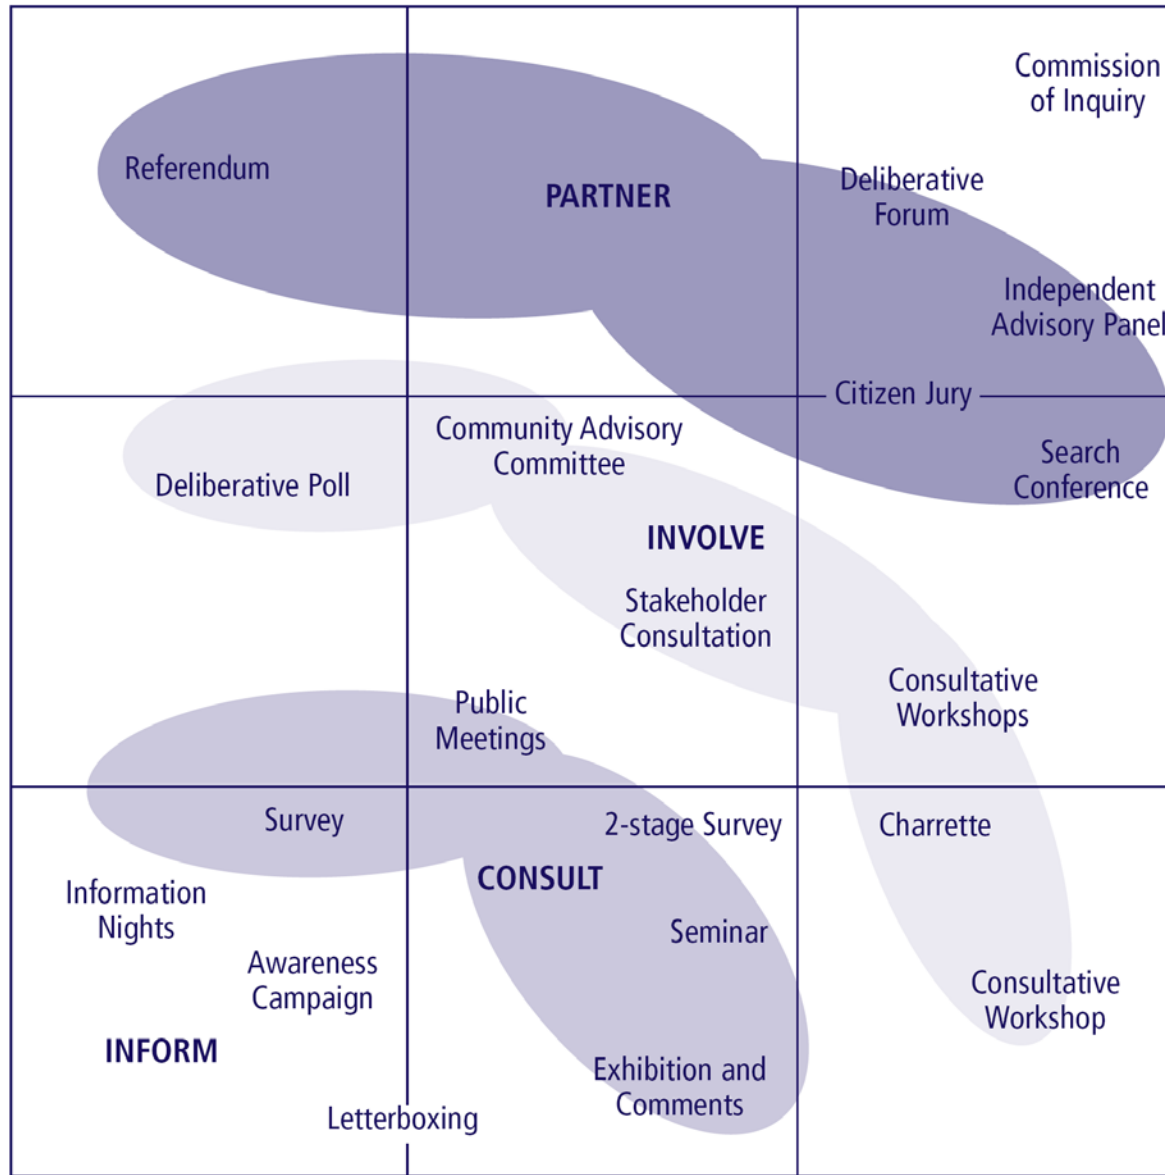 Commission
of Inquiry
Referendum
PARTNER
Deliberative
Forum
Independent
Advisory Panel
Citizen Jury
Community Advisory
Committee
Search
Conference
Deliberative Poll
INVOLVE
Stakeholder
Consultation
Consultative
Workshops
Public
Meetings
Survey
2-stage Survey
Charrette
CONSULT
Information
Nights
Seminar
Awareness
Campaign
Consultative
Workshop
INFORM
Exhibition and
Comments
Letterboxing